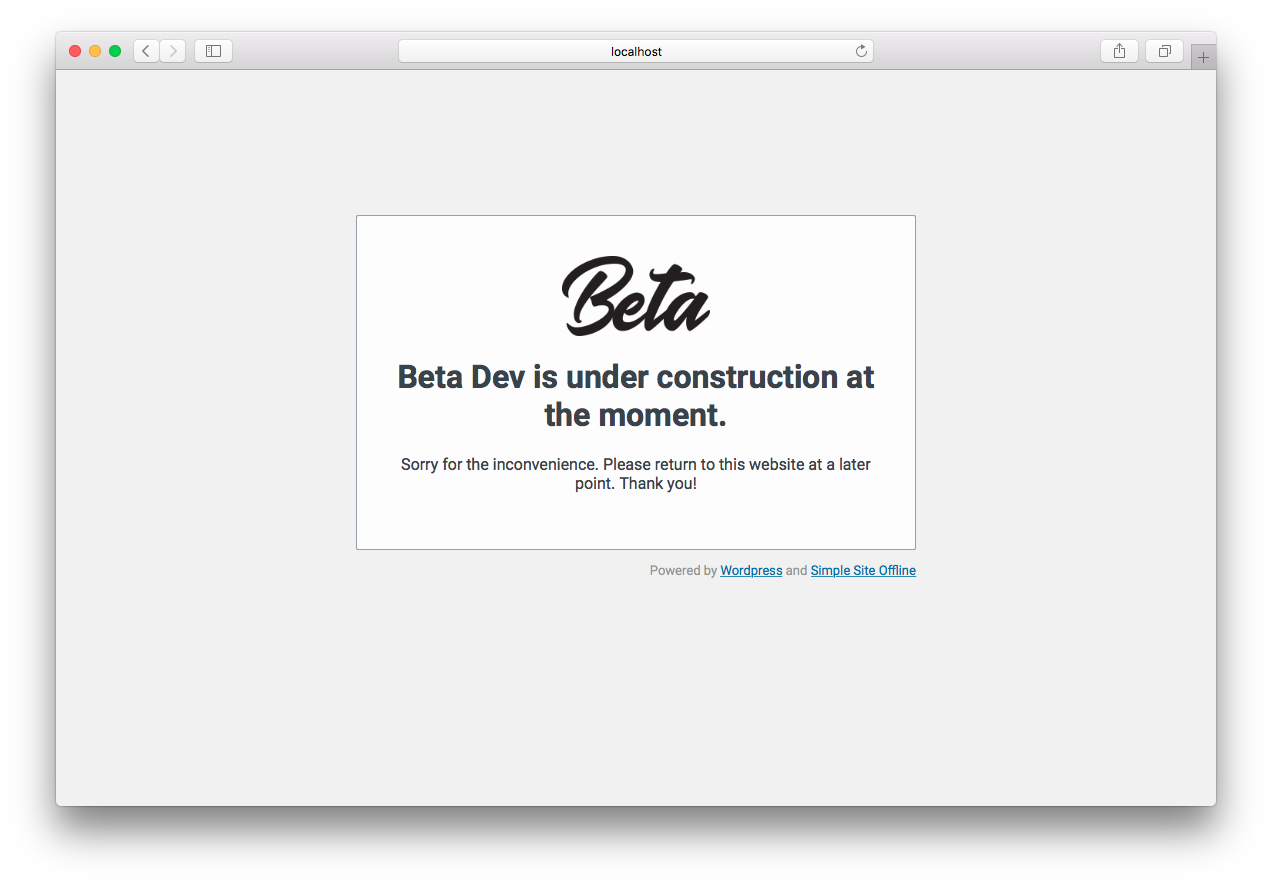 localhost
Beta
Beta Dev is under construction at
the moment.
Sorry for the inconvenience. Please return to this website at a later
point. Thank you!
Powered by Wordpress and Simple Site Offline